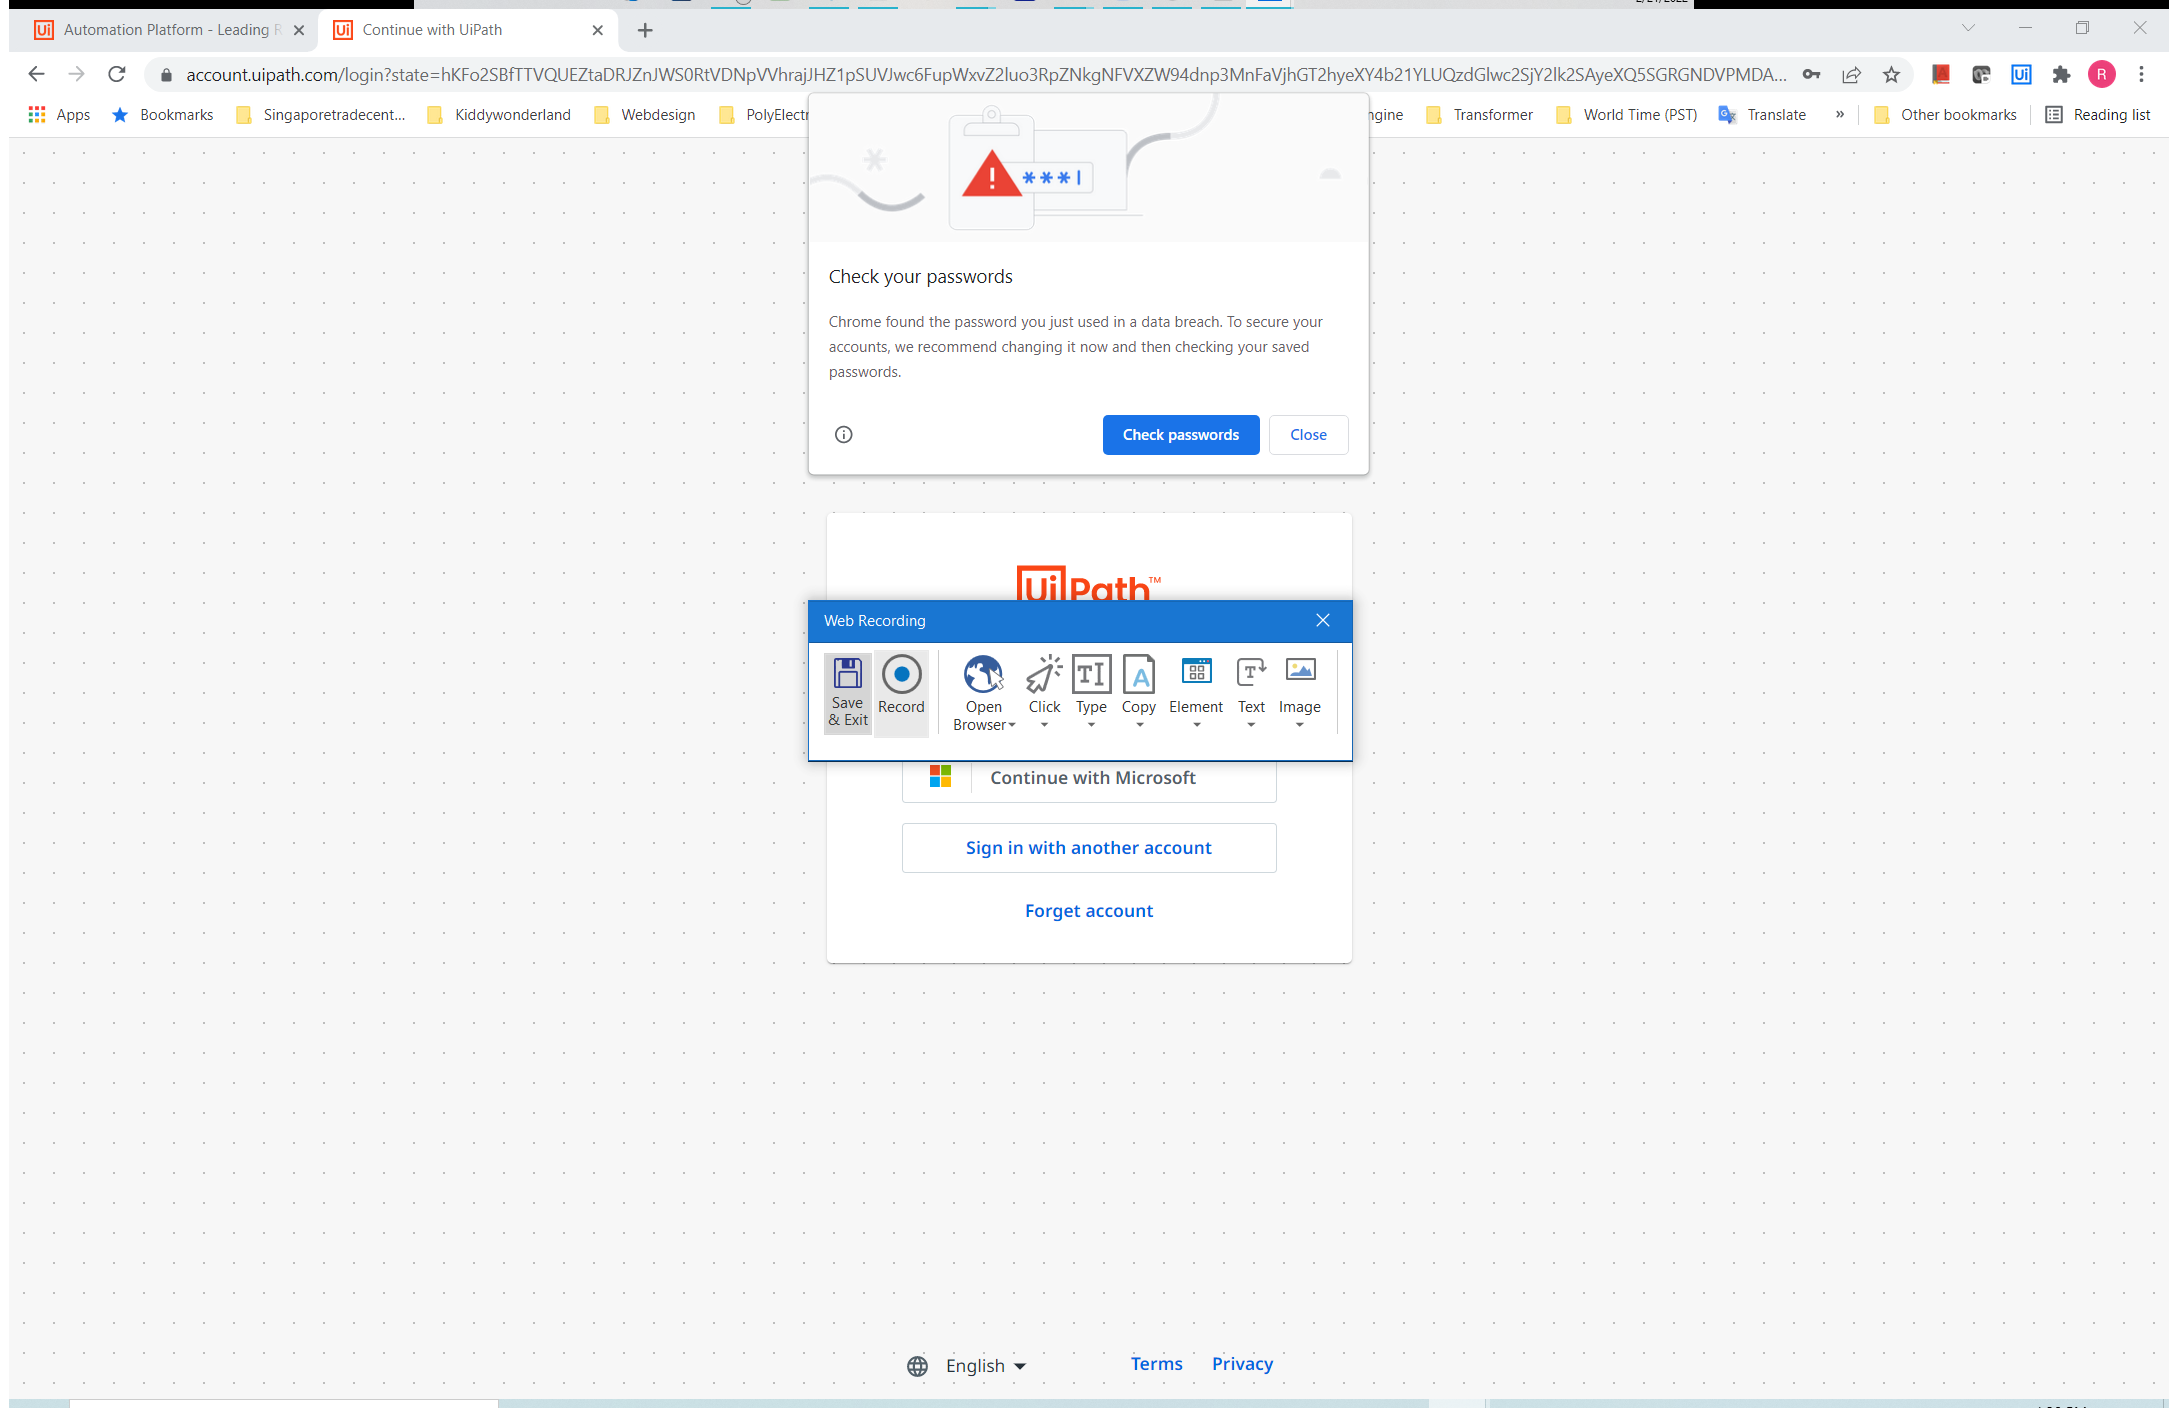 Automation Platform - Leading R
Continue with UiPath
account.uipath.com/login?state=hKFo2SBfTTVQUEZtaDRJZnJWS0RtVDNpVVhrajJHZ1pSUVJwc6FupWxvZ2luo3RpZNkgNFVXZW94dnp3MnFaVjhGT2hyeXY4b21YLUQzdGlwc2SjY2lk2SAyeXQ5SGRGNDVPMDA...
R
Apps
Bookmarks
Singaporetradecent...
Kiddywonderland
Webdesign
PolyElectr
ngine
Transformer
World Time (PST)
Translate
»
Other bookmarks
Reading list
***|
Check your passwords
Chrome found the password you just used in a data breach. To secure your
accounts, we recommend changing it now and then checking your saved
passwords.
Check passwords
Close
UiPath™
Web Recording
Save
& Exit
Record
Open
Browser
Click
Type
Copy
Element
Text
Image
Continue with Microsoft
Sign in with another account
Forget account
English
Terms
Privacy